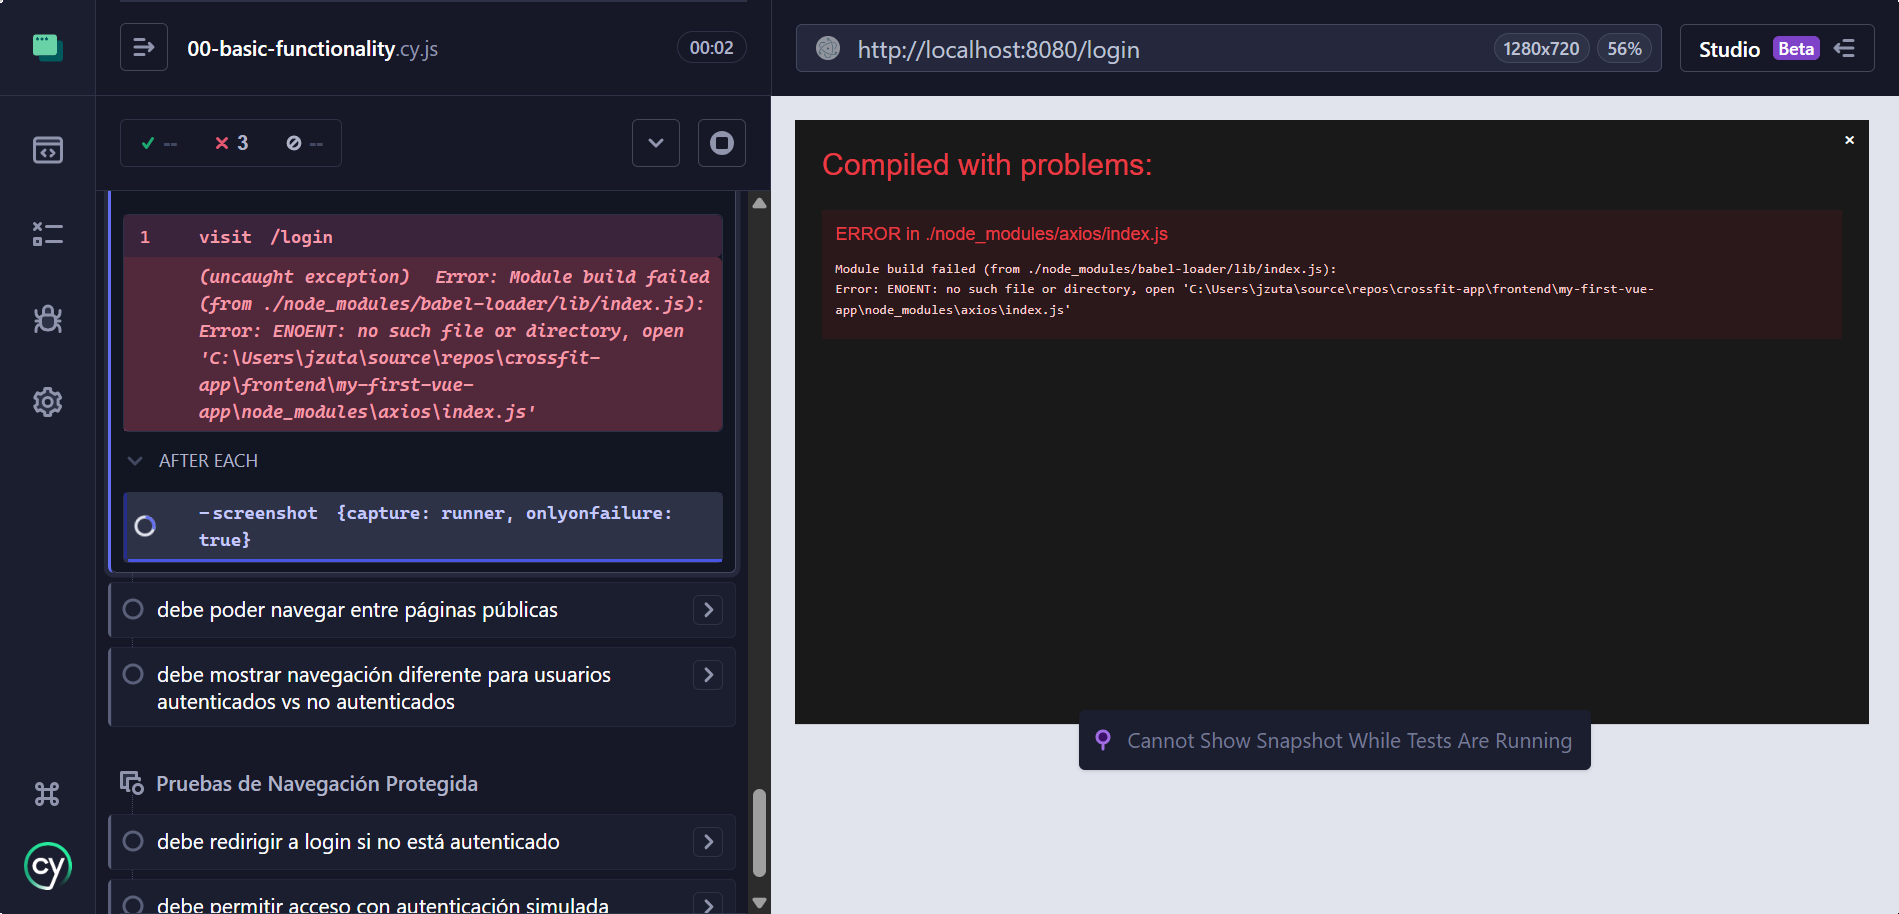 00-basic-functionality.cy.js
00:02
--
3
--
1 visit /login
(uncaught exception) Error: Module build failed
(from ./node_modules/babel-loader/lib/index.js):
Error: ENOENT: no such file or directory, open
'C:\Users\jzuta\source\repos\crossfit-
app\frontend\my-first-vue-
app\node_modules\axios\index.js'
AFTER EACH
-screenshot {capture: runner, onlyonfailure:
true}
debe poder navegar entre páginas públicas
debe mostrar navegación diferente para usuarios
autenticados vs no autenticados
Pruebas de Navegación Protegida
debe redirigir a login si no está autenticado
debe permitir acceso con autenticación simulada
cy
http://localhost:8080/login
1280x720
56%
Studio Beta
Compiled with problems:
×
ERROR in ./node_modules/axios/index.js
Module build failed (from ./node_modules/babel-loader/lib/index.js):
Error: ENOENT: no such file or directory, open 'C:\Users\jzuta\source\repos\crossfit-app\frontend\my-first-vue-
app\node_modules\axios\index.js'
Cannot Show Snapshot While Tests Are Running